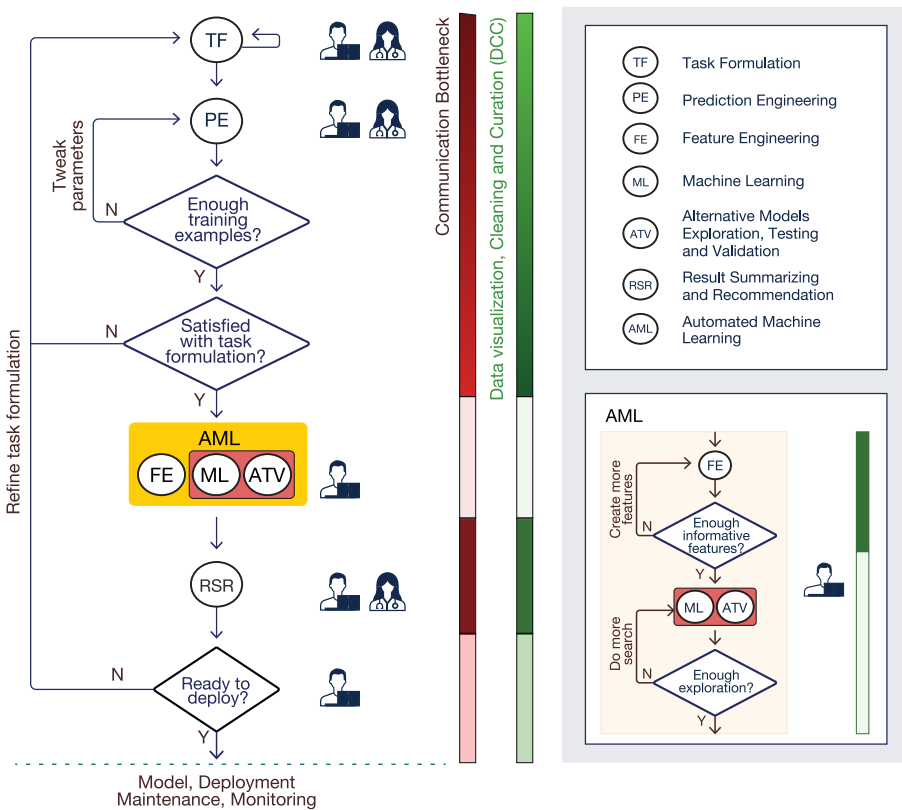 TF
PE
Tweak
parameters
N
Enough
training
examples?
Y
N
Satisfied
with task
formulation?
Y
Refine task formulation
AML
FE
ML
ATV
RSR
N
Ready to
deploy?
Y
Model, Deployment
Maintenance, Monitoring
Communication Bottleneck
Data visualization, Cleaning and Curation (DCC)
TF
Task Formulation
PE
Prediction Engineering
FE
Feature Engineering
ML
Machine Learning
ATV
Alternative Models
Exploration, Testing
and Validation
RSR
Result Summarizing
and Recommendation
AML
Automated Machine
Learning
AML
FE
Create more
features
N
Enough
informative
features?
Y
ML
ATV
Do more
search
N
Enough
exploration?
Y